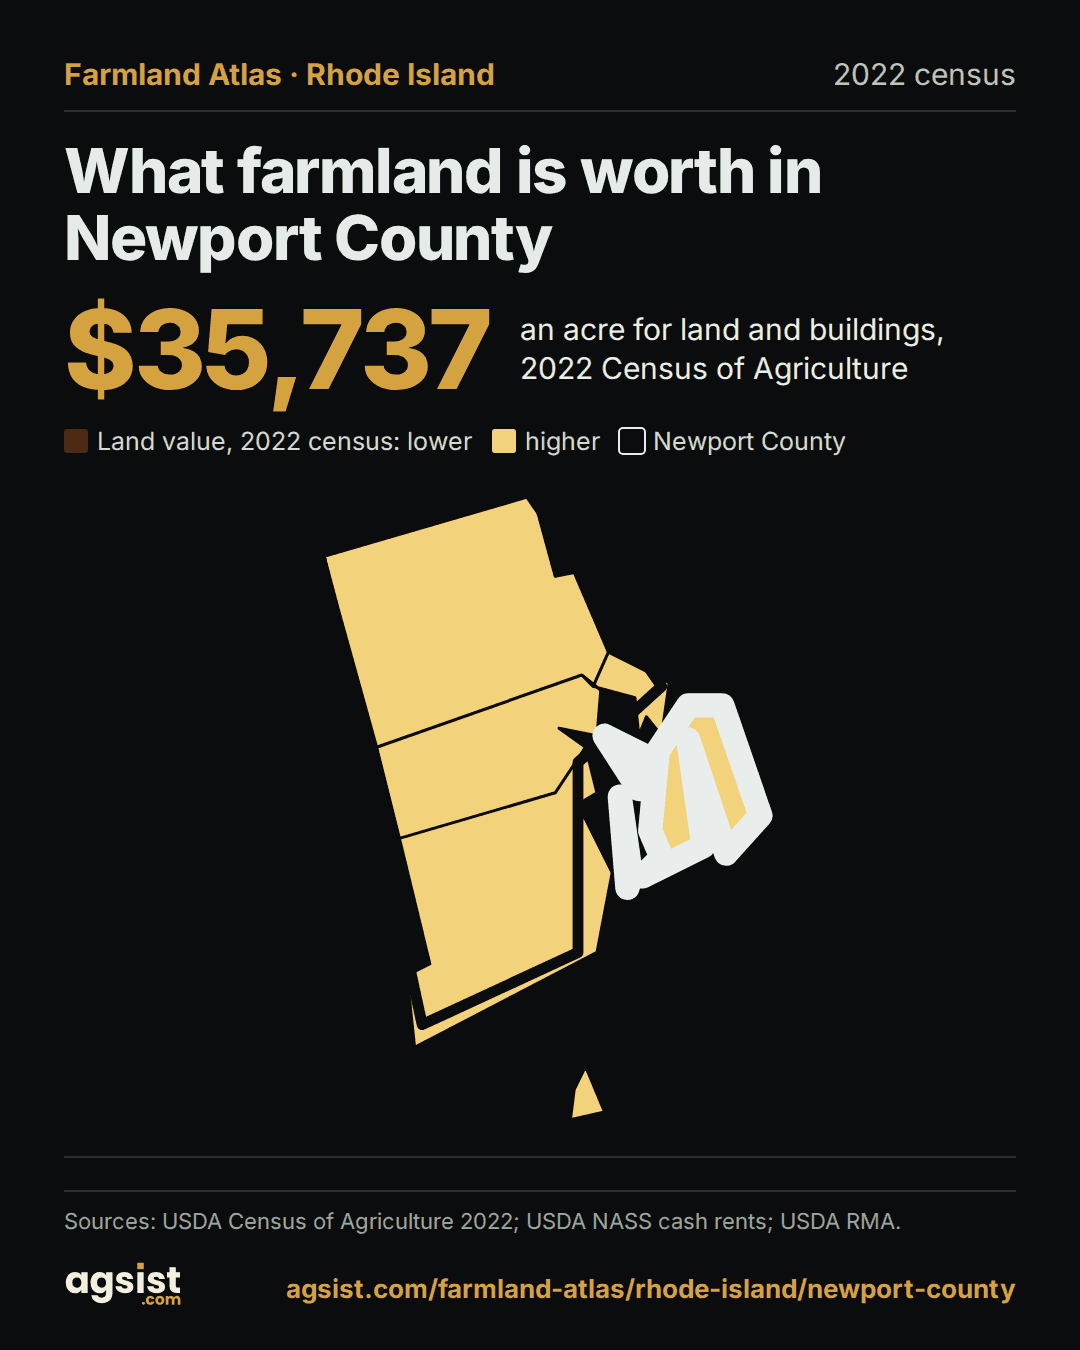 Farmland Atlas · Rhode Island
2022 census
What farmland is worth in
Newport County
$35,737
an acre for land and buildings,
2022 Census of Agriculture
Land value, 2022 census: lower
higher
Newport County
Sources: USDA Census of Agriculture 2022; USDA NASS cash rents; USDA RMA.
agsist
.com
agsist.com/farmland-atlas/rhode-island/newport-county